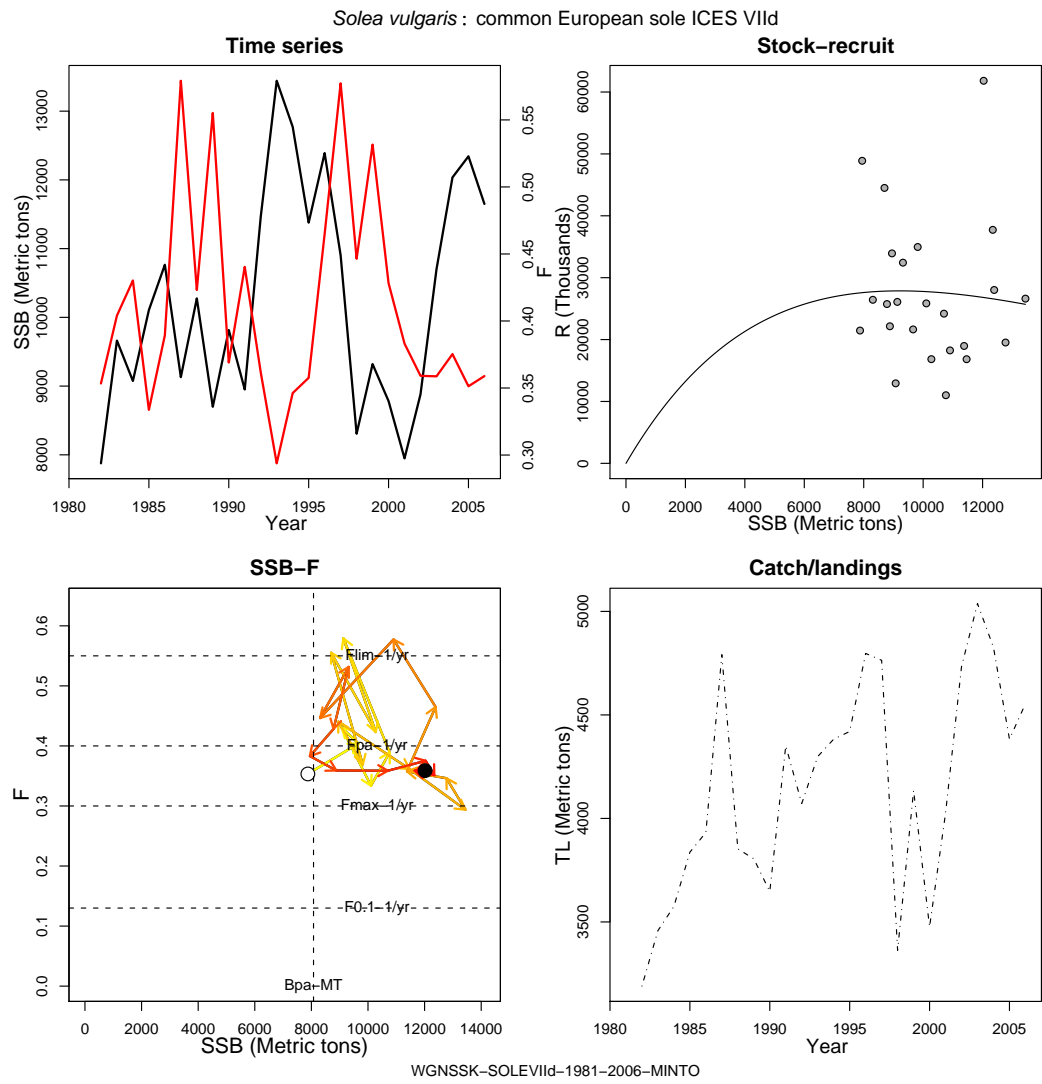 Solea vulgaris : common European sole ICES VIId
Time series
13000
12000
11000
10000
9000
8000
SSB (Metric tons)
0.55
0.50
0.45
0.40
0.35
0.30
F
1980 1985 1990 1995 2000 2005
Year
Stock−recruit
60000
50000
40000
30000
20000
10000
0
R (Thousands)
0 2000 4000 6000 8000 10000 12000
SSB (Metric tons)
SSB−F
0.6
0.5
0.4
0.3
0.2
0.1
0.0
F
Flim−1/yr
Fpa−1/yr
Fmax−1/yr
F0.1−1/yr
Bpa−MT
0 2000 4000 6000 8000 10000 12000 14000
SSB (Metric tons)
Catch/landings
5000
4500
4000
3500
TL (Metric tons)
1980 1985 1990 1995 2000 2005
Year
WGNSSK−SOLEVIId−1981−2006−MINTO